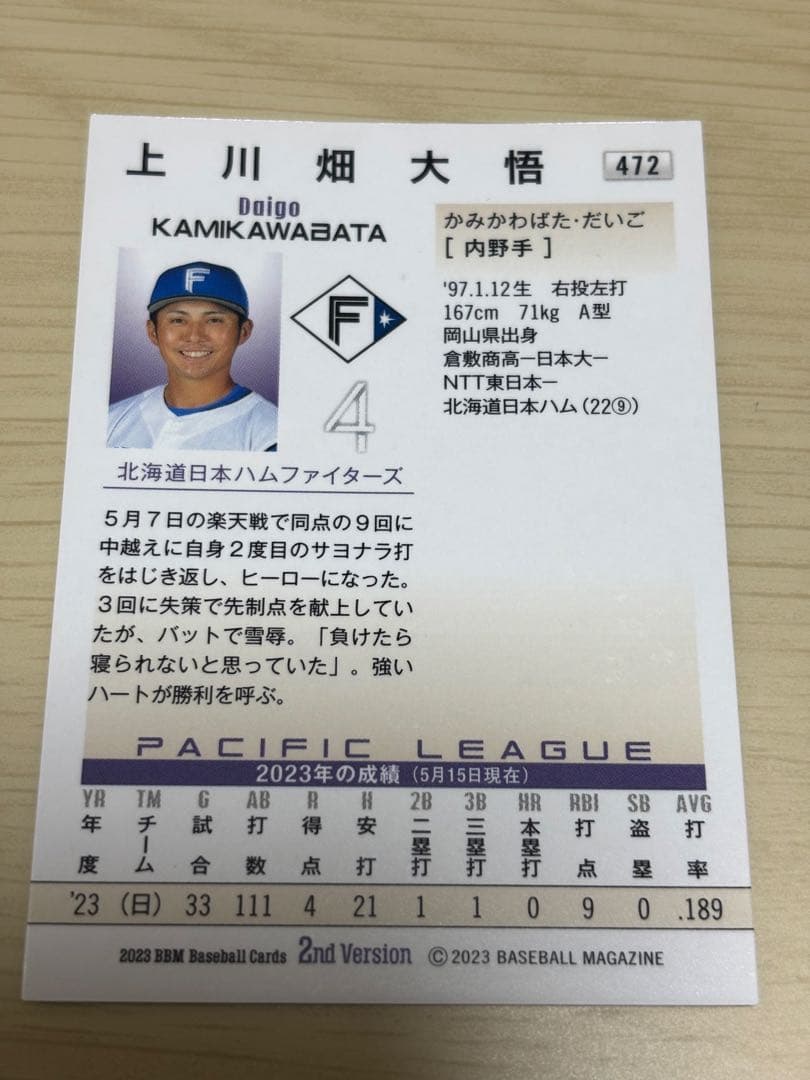 上川畑大悟 472
Daigo
KAMIKAWABATA
かみかわばた・だいご
[ 内野手 ]
'97.1.12生 右投左打
167cm 71kg A型
岡山県出身
倉敷商高ー日本大ー
NTT東日本ー
北海道日本ハム(22⑨)
F
F
4
北海道日本ハムファイターズ
5月7日の楽天戦で同点の9回に
中越えに自身2度目のサヨナラ打
をはじき返し、ヒーローになった。
3回に失策で先制点を献上してい
たが、バットで雪辱。「負けたら
寝られないと思っていた」。強い
ハートが勝利を呼ぶ。
PACIFIC LEAGUE
2023年の成績(5月15日現在)
YR TM G AB R H 2B 3B HR RBI SB AVG
年度 チーム 試合 打数 得点 安打 二塁打 三塁打 本塁打 打点 盗塁 打率
'23 (日) 33 111 4 21 1 1 0 9 0 .189
2023 BBM Baseball Cards 2nd Version ©2023 BASEBALL MAGAZINE